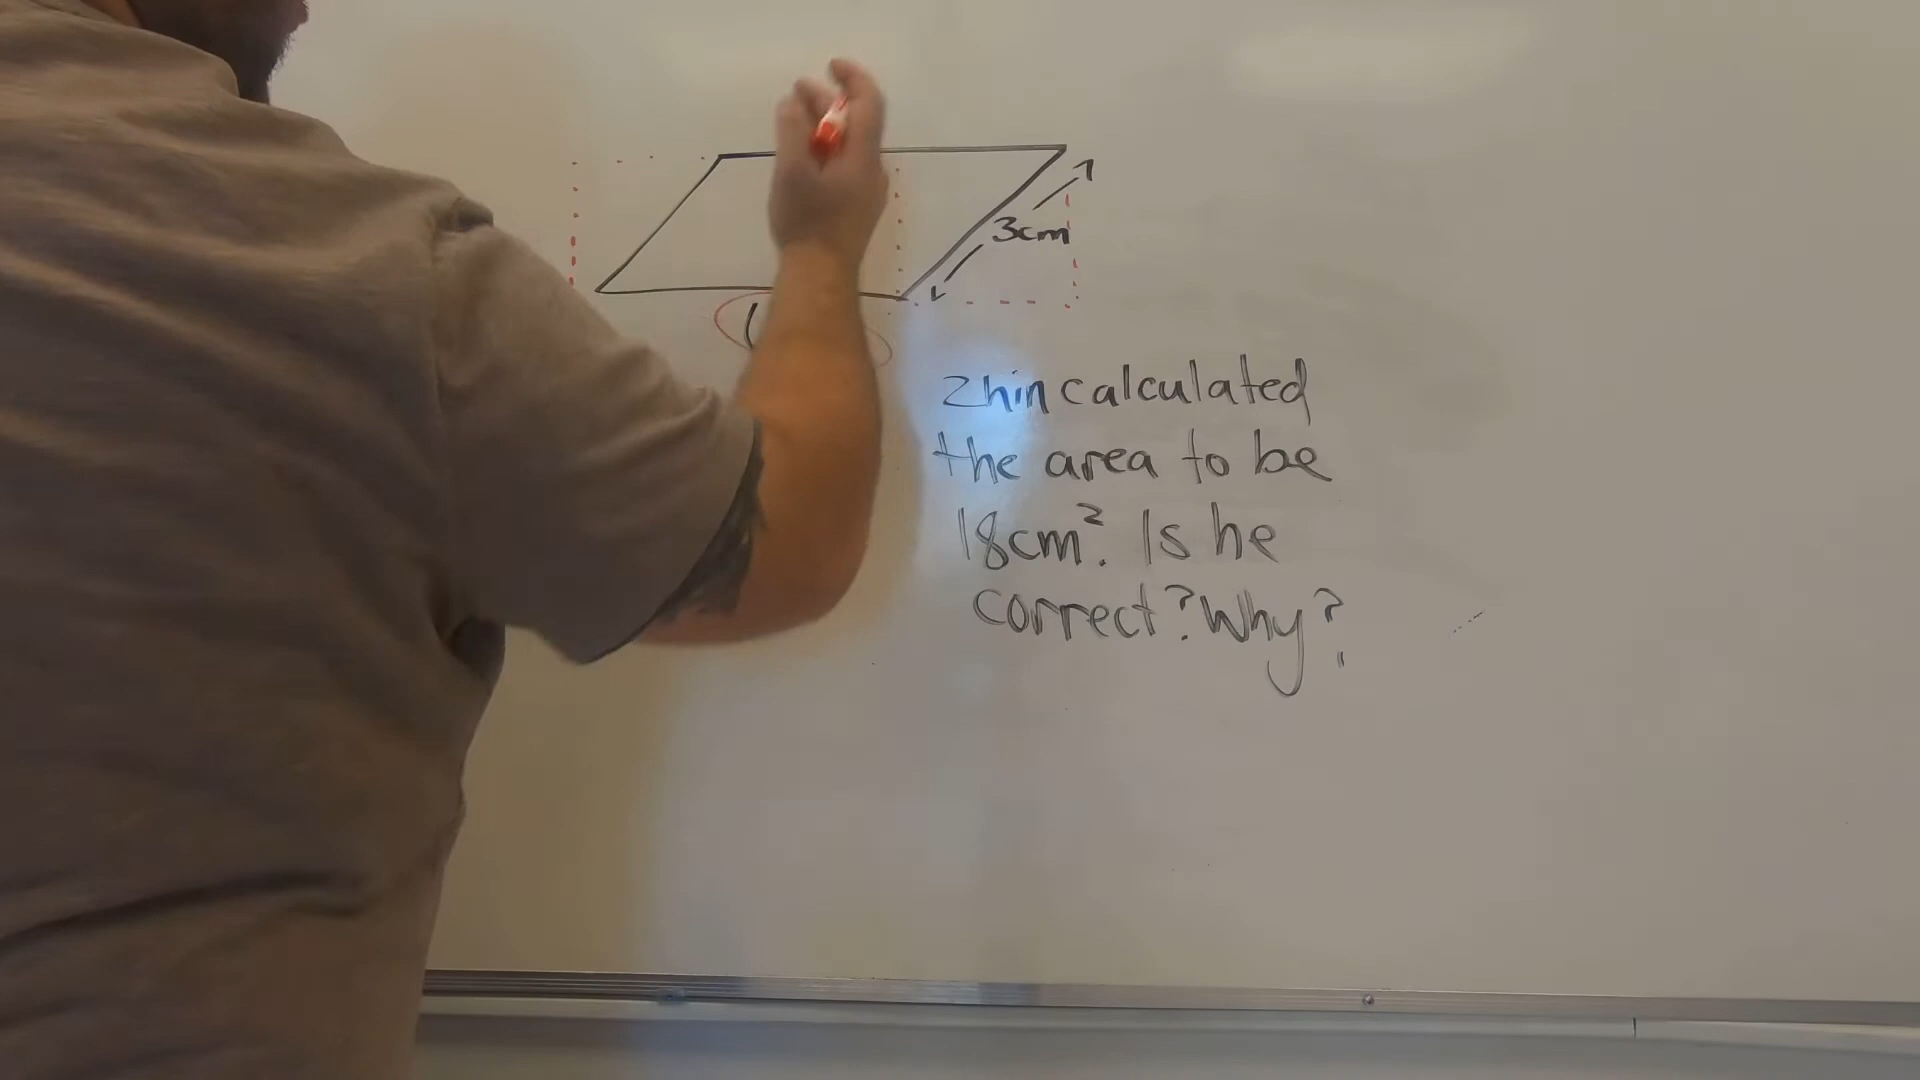 3cm
Zhin calculated
the area to be
18cm². Is he
correct? Why?